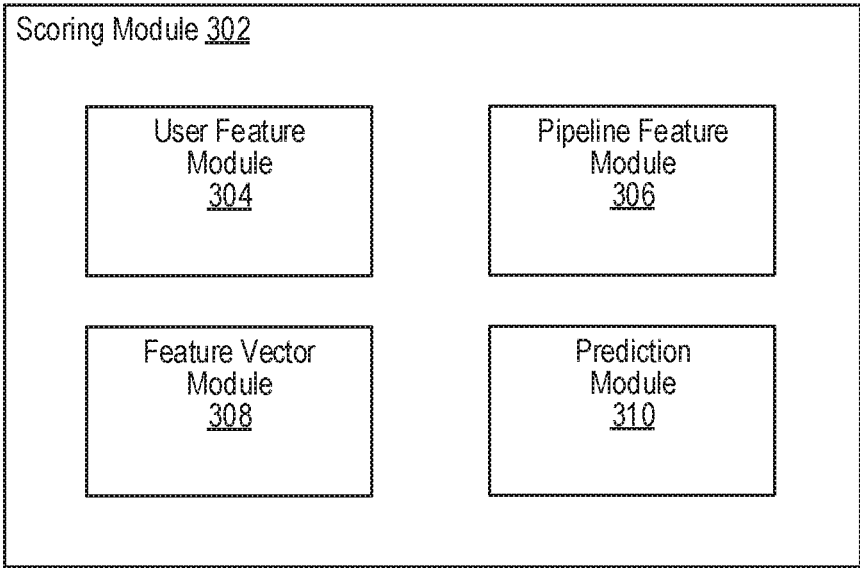 Scoring Module 302
User Feature
Module
304
Pipeline Feature
Module
306
Feature Vector
Module
308
Prediction
Module
310